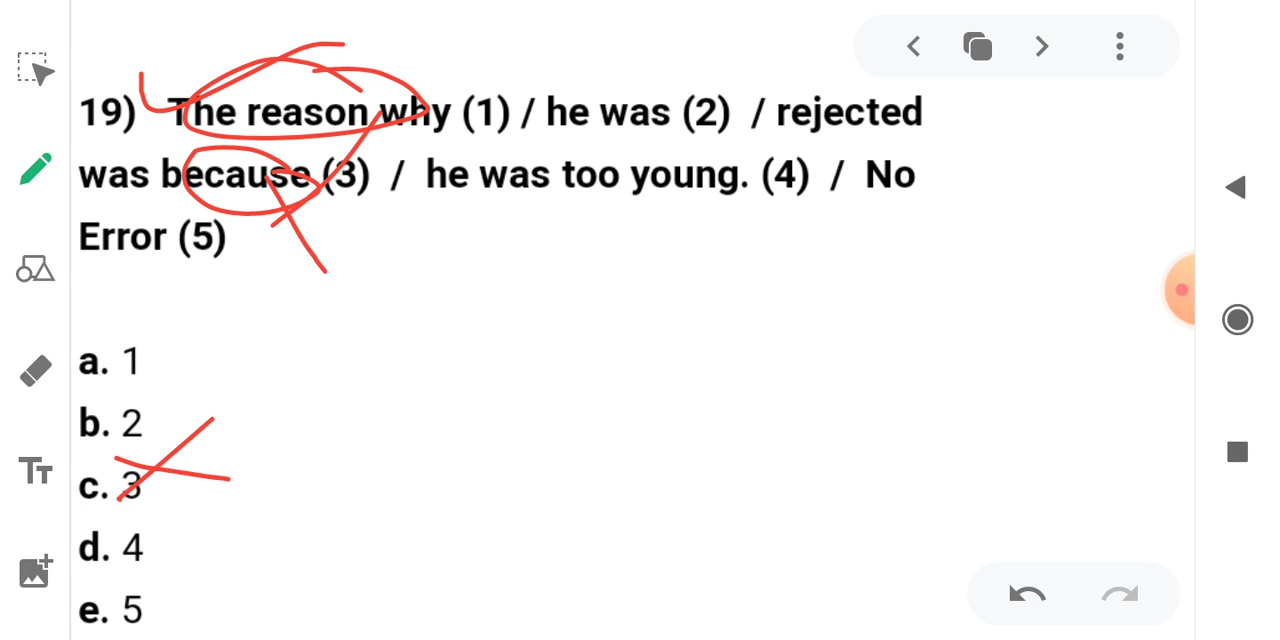 19) The reason why (1) / he was (2) / rejected
was because (3) / he was too young. (4) / No
Error (5)
a. 1
b. 2
c. 3
d. 4
e. 5
TT